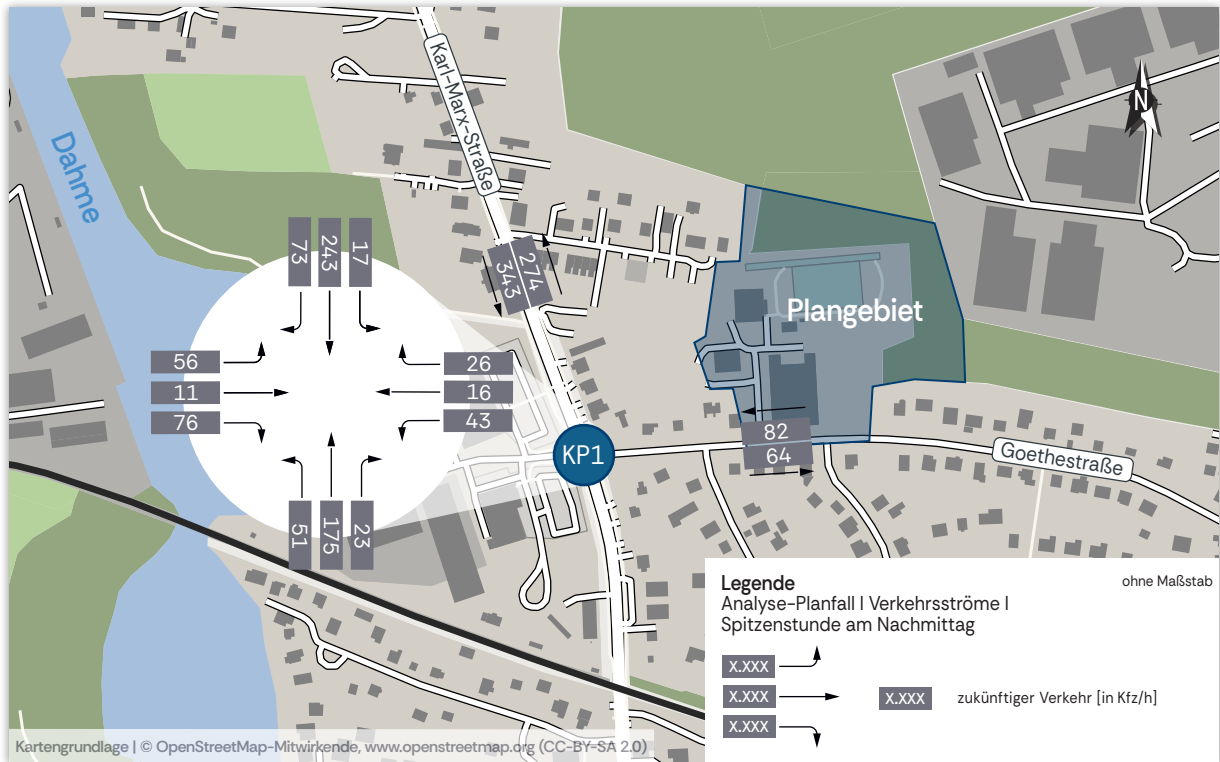 Karl-Marx-Straße
N
Dahme
73
243
17
274
343
Plangebiet
56
11
76
26
16
43
82
64
KP1
Goethestraße
51
175
23
Legende
ohne Maßstab
Analyse-Planfall I Verkehrsströme I
Spitzenstunde am Nachmittag
X.XXX
X.XXX
X.XXX
X.XXX zukünftiger Verkehr [in Kfz/h]
Kartengrundlage | © OpenStreetMap-Mitwirkende, www.openstreetmap.org (CC-BY-SA 2.0)